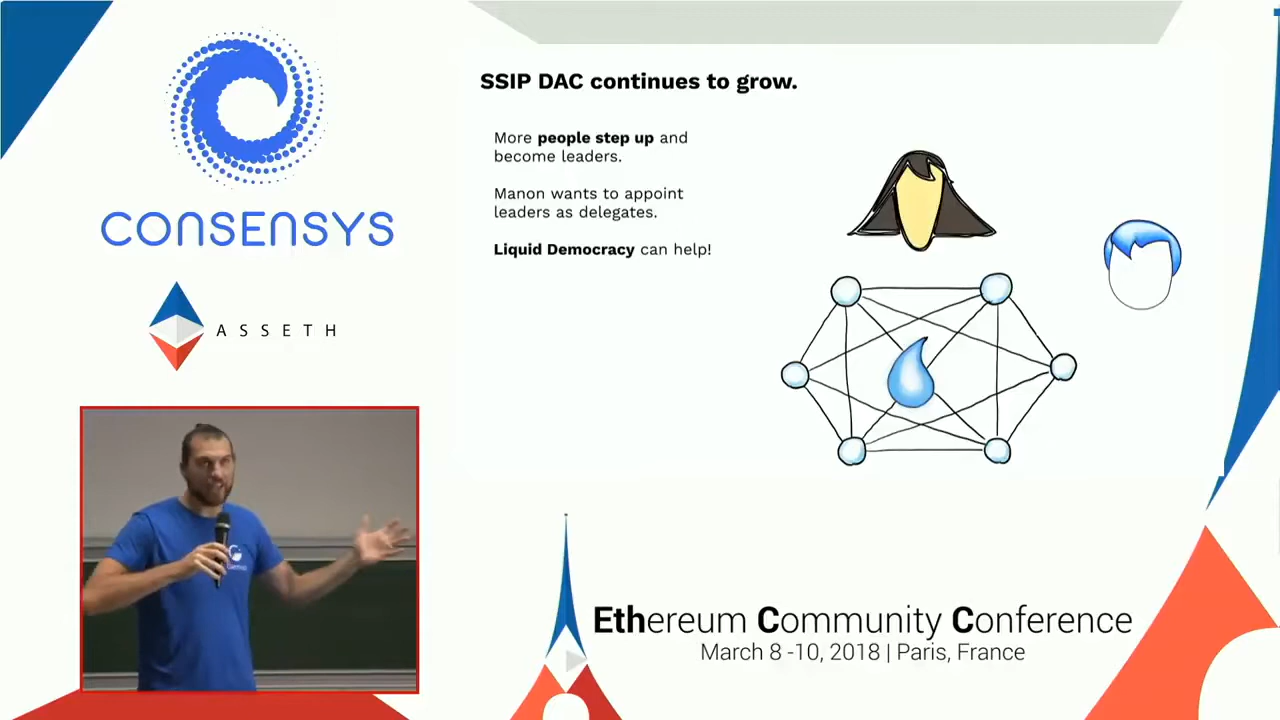 CONSENSYS
ASSETH
SSIP DAC continues to grow.
More people step up and
become leaders.
Manon wants to appoint
leaders as delegates.
Liquid Democracy can help!
Ethereum Community Conference
March 8 -10, 2018 | Paris, France